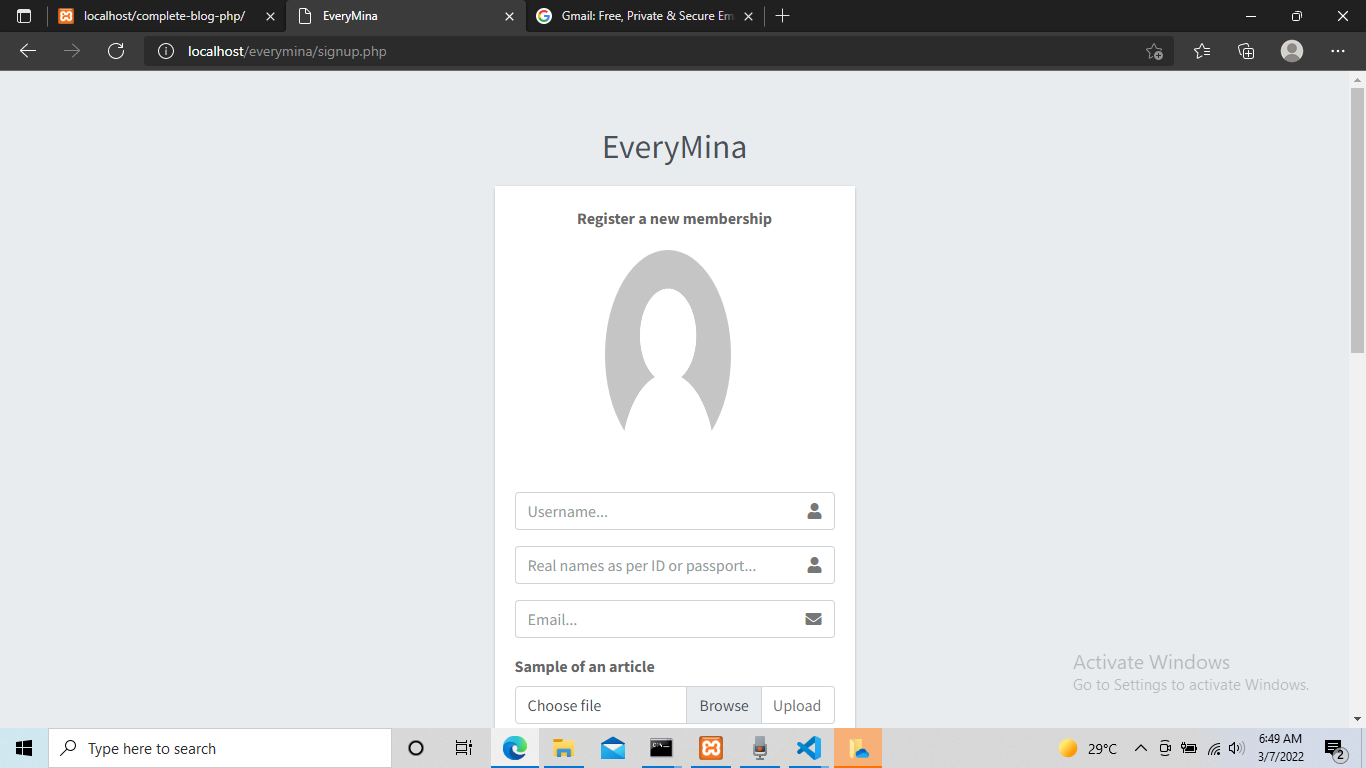 localhost/complete-blog-php/
EveryMina
Gmail: Free, Private & Secure Em
localhost/everymina/signup.php
EveryMina
Register a new membership
Username...
Real names as per ID or passport...
Email...
Sample of an article
Choose file
Browse
Upload
Activate Windows
Go to Settings to activate Windows.
Type here to search
29°C
6:49 AM
3/7/2022
2